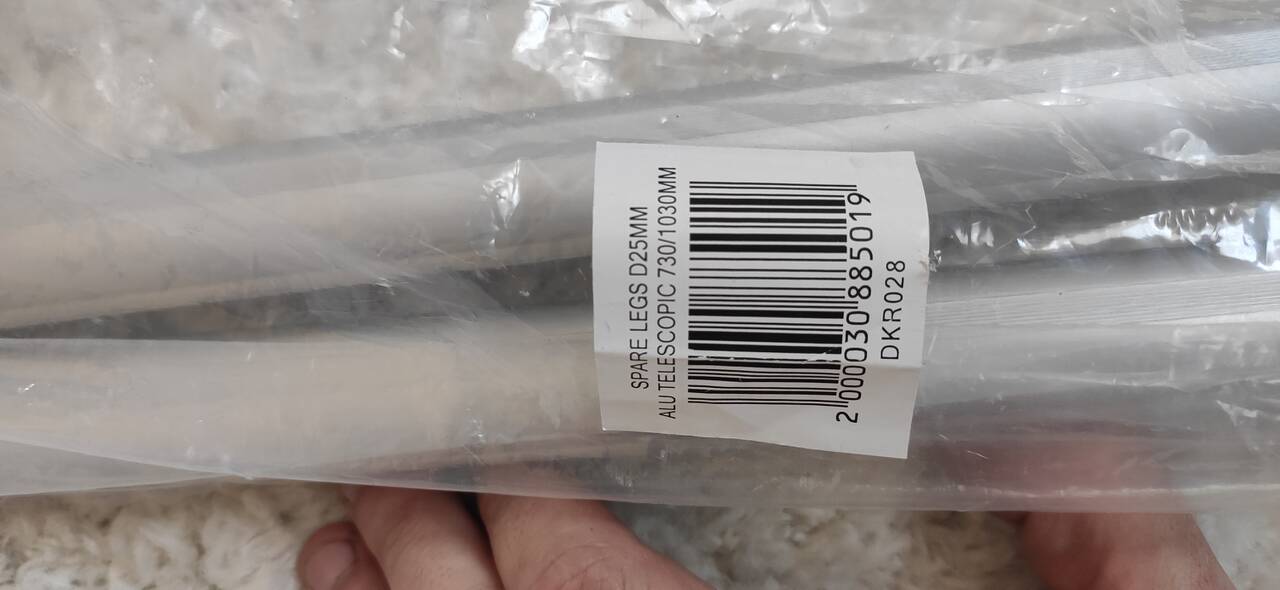 SPARE LEGS D25MM
ALU TELESCOPIC 730/1030MM
2 000030 885019
DKR028